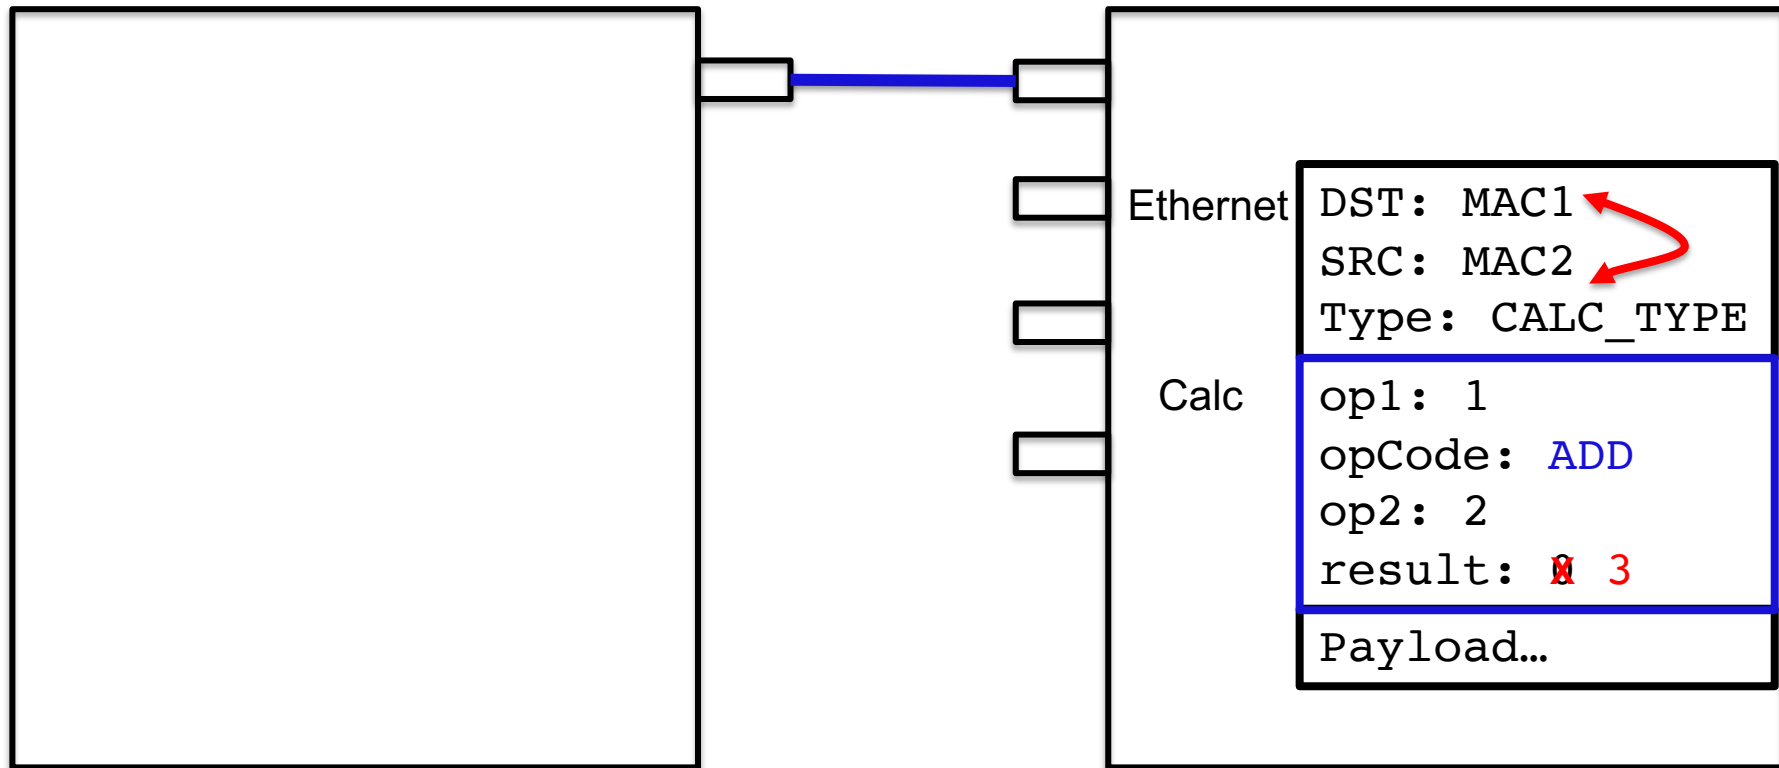 Ethernet
DST: MAC1
SRC: MAC2
Type: CALC_TYPE
Calc
op1: 1
opCode: ADD
op2: 2
result: 0 3
Payload…